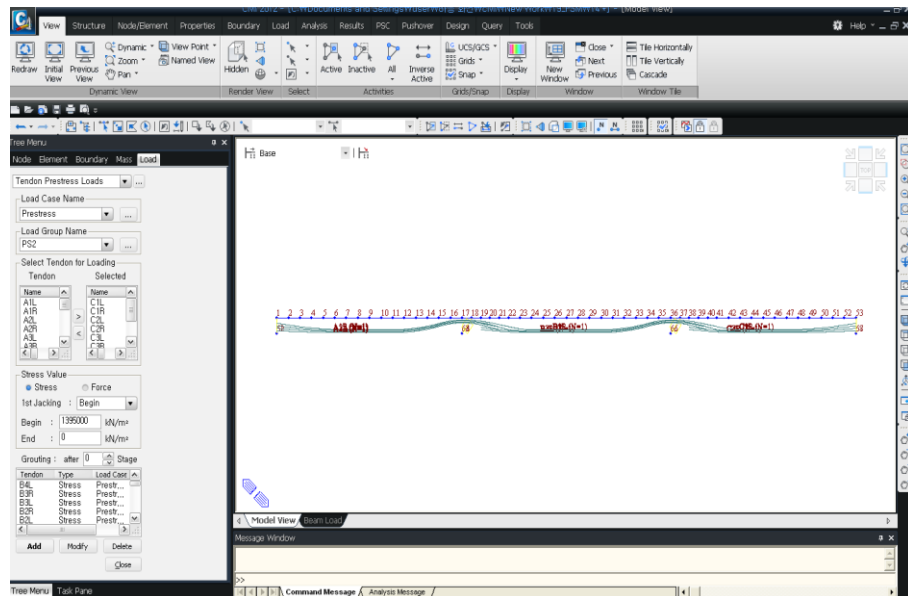 View Structure Node/Element Properties Boundary Load Analysis Results PSC Pushover Design Query Tools Help
Redraw Initial View Previous View Dynamic Zoom Pan View Point Named View
Hidden Active Inactive All Inverse Active UCS/GCS Grids Snap Display New Window Close Next Previous Tile Horizontally Tile Vertically Cascade
Dynamic View Render View Select Activities Grids/Snap Display Window Window Tile
Tree Menu
Node Element Boundary Mass Load
Base
TOP
Tendon Prestress Loads ...
Load Case Name
Prestress ...
Load Group Name
PS2 ...
Select Tendon for Loading
Tendon Selected
Name Name
A1L C1L
A1R C1R
A2L C2L
A2R C2R
A3L C3L
A3R C3R
> <
1 2 3 4 5 6 7 8 9 10 11 12 13 14 15 16 17 18 19 20 21 22 23 24 25 26 27 28 29 30 31 32 33 34 35 36 37 38 39 40 41 42 43 44 45 46 47 48 49 50 51 52 53
Stress Value
Stress Force
1st Jacking : Begin
Begin : 1395000 kN/m²
End : 0 kN/m²
Grouting : after 0 Stage
Tendon Type Load Case
B4L Stress Prestr...
B3R Stress Prestr...
B3L Stress Prestr...
B2R Stress Prestr...
B2L Stress Prestr...
Add Modify Delete
Close
Model View Beam Load
Message Window
>>
Command Message Analysis Message
Tree Menu Task Pane